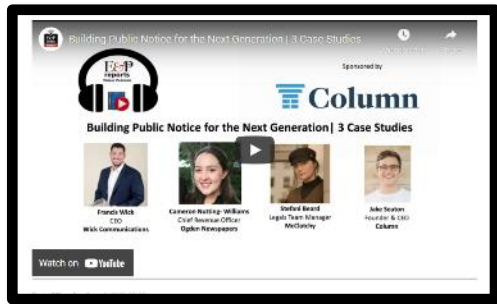 Building Public Notice for the Next Generation | 3 Case Studies
E&P
reports
Sponsored by
Column
Building Public Notice for the Next Generation| 3 Case Studies
Francis Wick
CEO
Wick Communications
Cameron Nutting-Williams
Chief Revenue Officer
Ogden Newspapers
Stefani Beard
Legals Team Manager
McClatchy
Jake Seaton
Founder & CEO
Column
Watch on YouTube